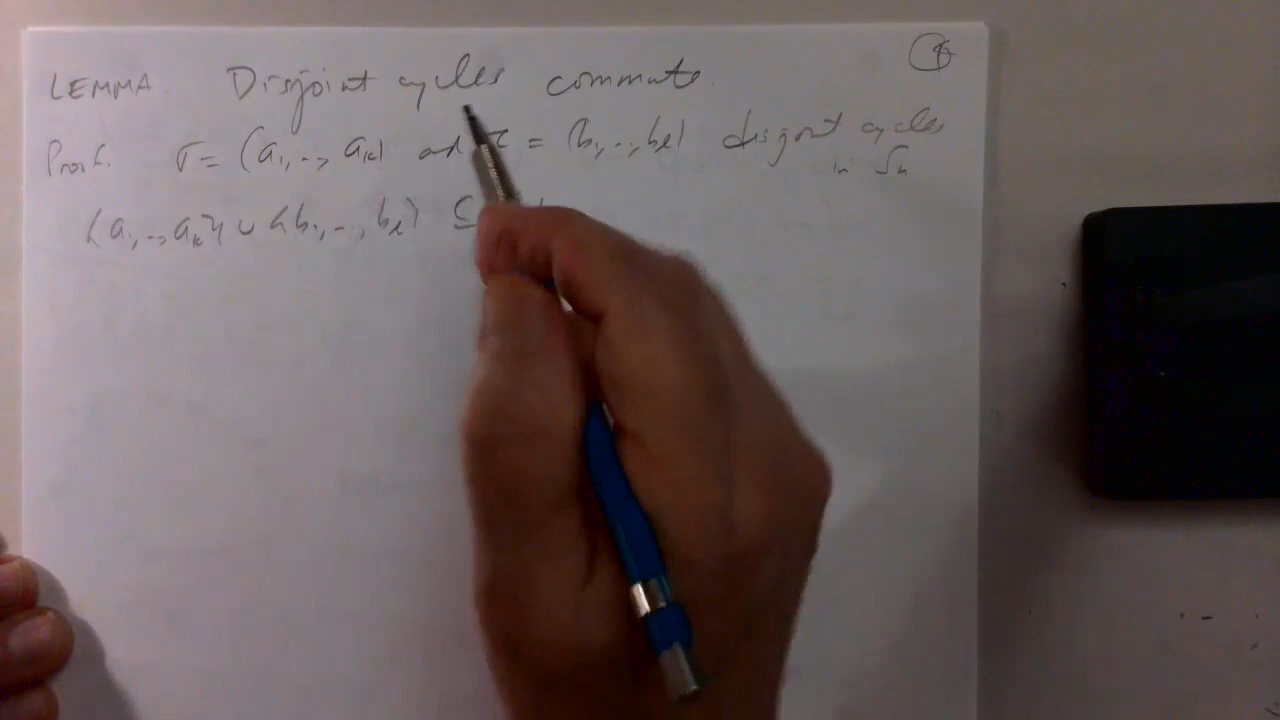 LEMMA. Disjoint cycles commute.
Proof. σ = (a₁, .., aₖ) and τ = (b₁, .., bₗ) disjoint cycles
in Sₙ
{a₁, .., aₖ} ∪ {b₁, .., bₗ} ⊆